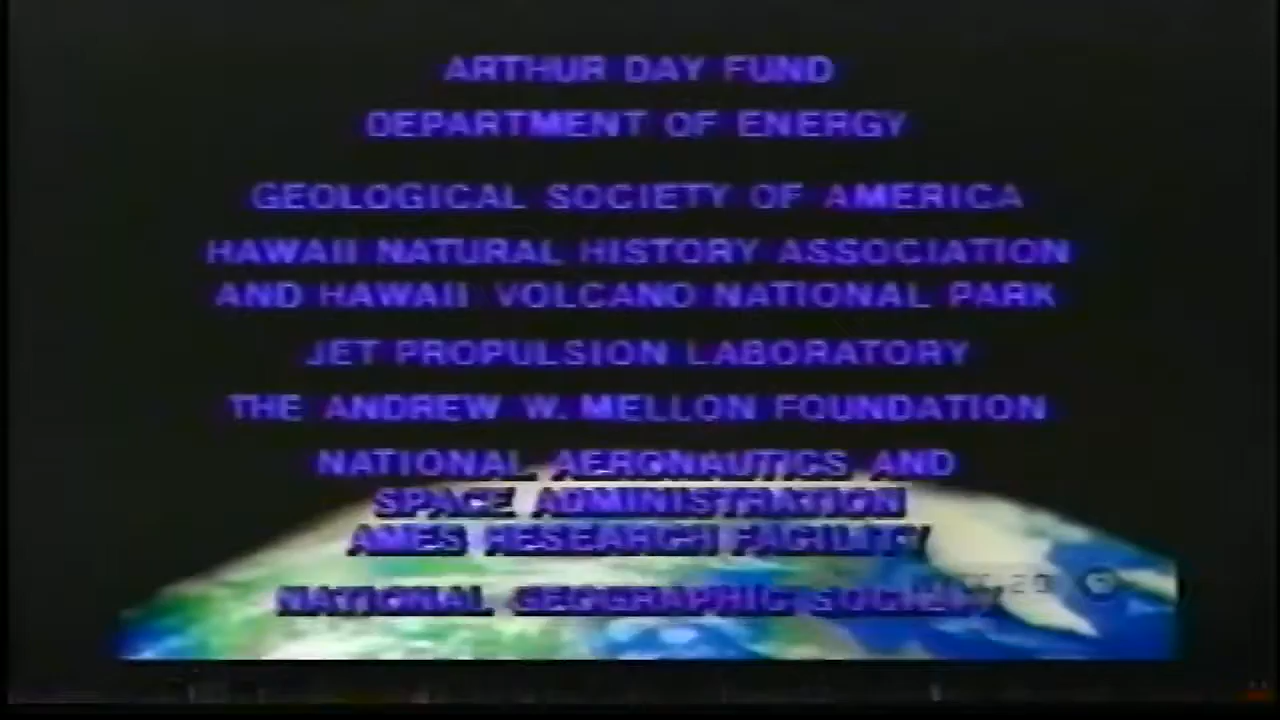 ARTHUR DAY FUND
DEPARTMENT OF ENERGY
GEOLOGICAL SOCIETY OF AMERICA
HAWAII NATURAL HISTORY ASSOCIATION
AND HAWAII VOLCANO NATIONAL PARK
JET PROPULSION LABORATORY
THE ANDREW W. MELLON FOUNDATION
NATIONAL AERONAUTICS AND
SPACE ADMINISTRATION
AMES RESEARCH FACILITY
NATIONAL GEOGRAPHIC SOCIETY